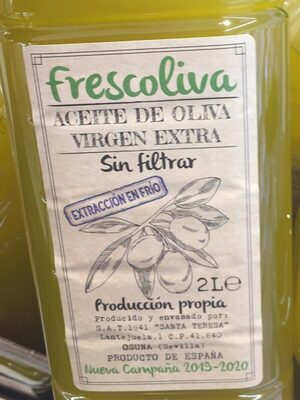 frescoliva
ACEITE DE OLIVA
VIRGEN EXTRA
Sin filtrar
EXTRACCIÓN EN FRÍO
2L℮
Producción propia
Producido y envasado por:
S.A.T.1941 "SANTA TERESA"
Lantejuela.1 C.P.41.640
OSUNA (Sevilla)
PRODUCTO DE ESPAÑA
Nueva Campaña 2019-2020